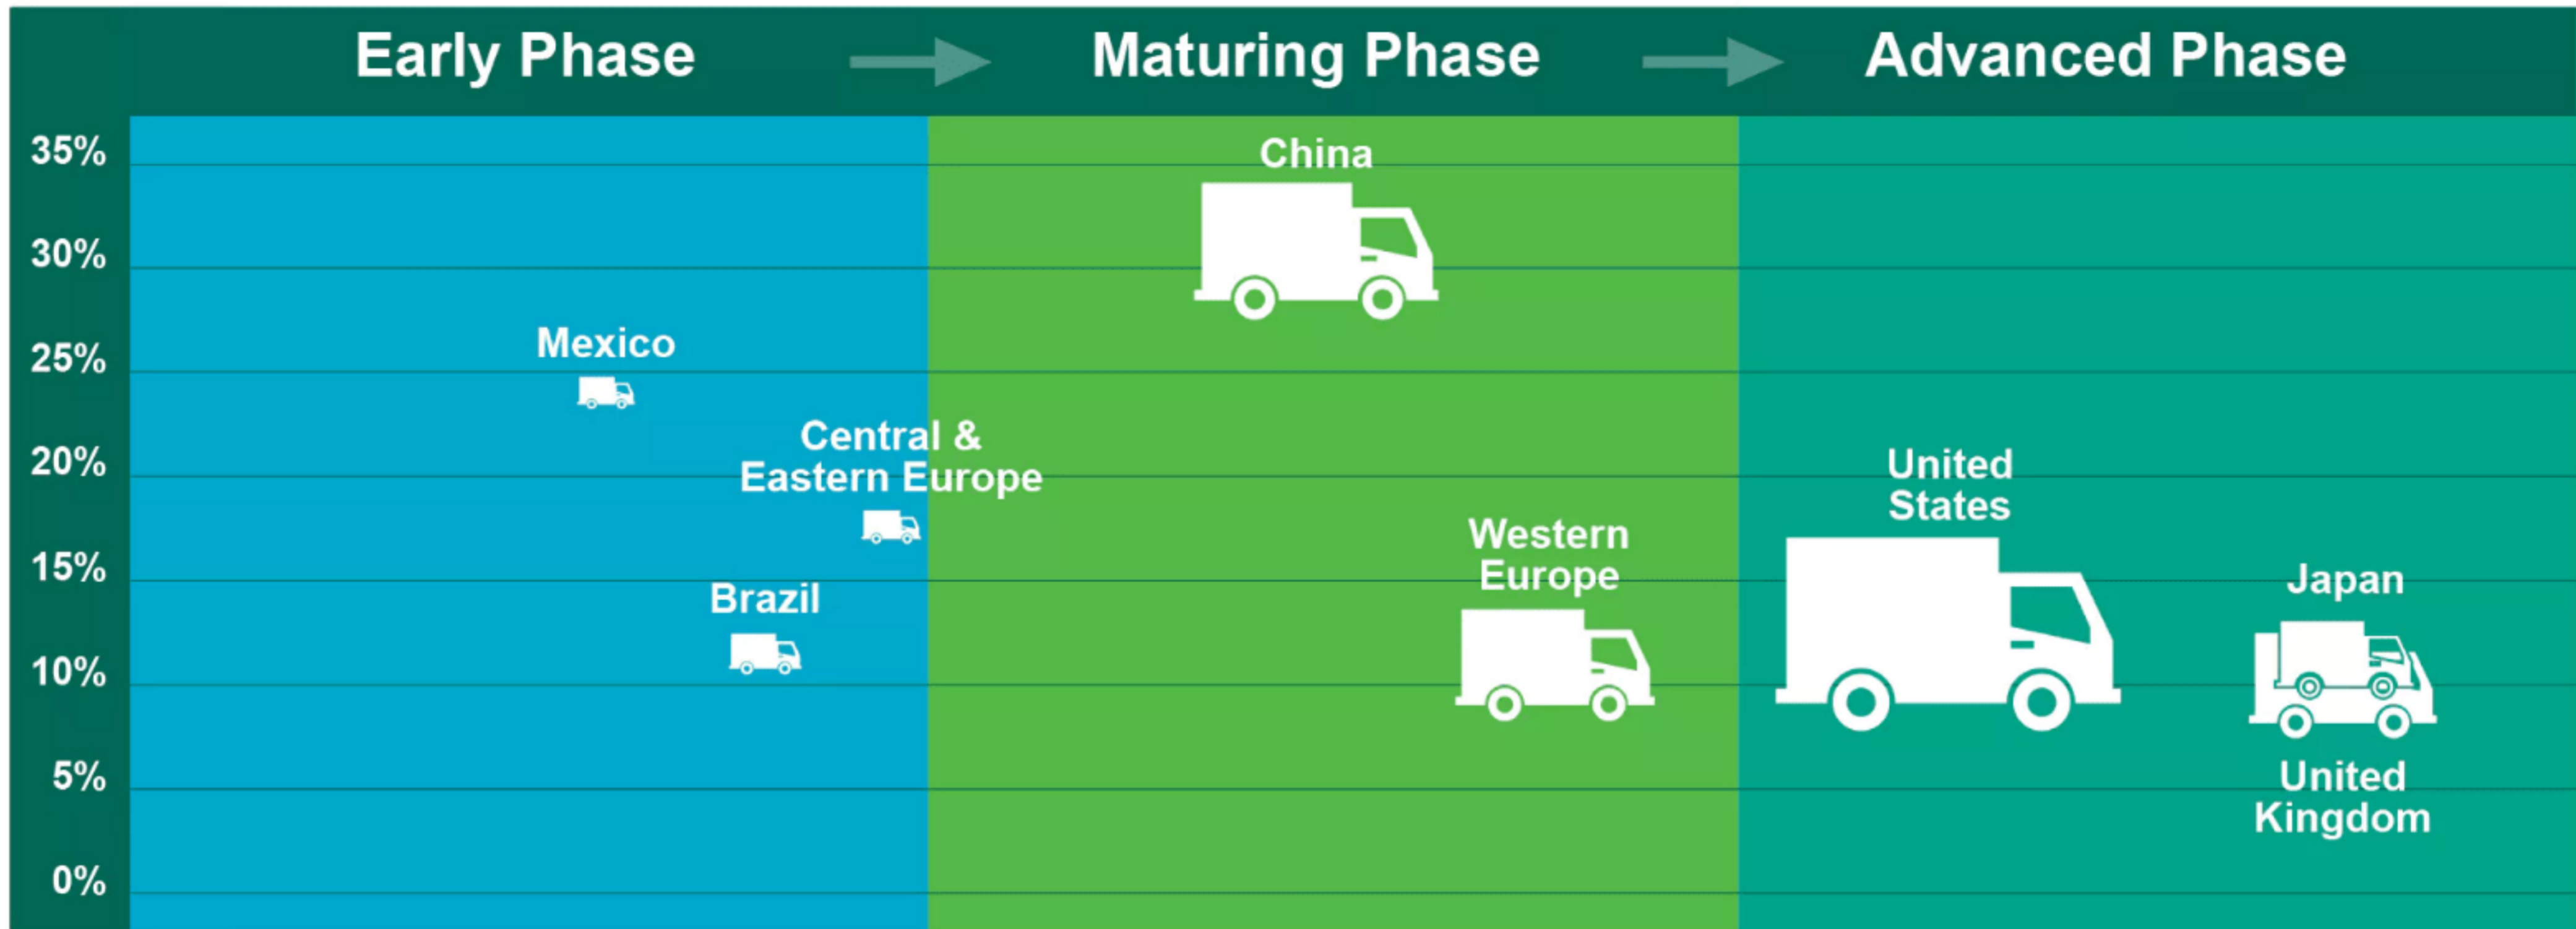 Early Phase
Maturing Phase
Advanced Phase
35%
30%
25%
20%
15%
10%
5%
0%
China
Mexico
Central &
Eastern Europe
Brazil
Western
Europe
United
States
Japan
United
Kingdom